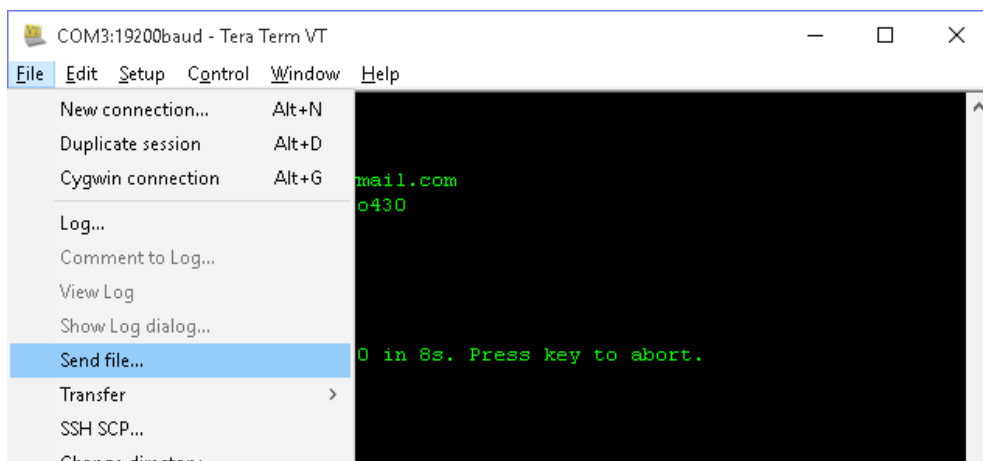 COM3:19200baud - Tera Term VT
File Edit Setup Control Window Help
New connection... Alt+N
Duplicate session Alt+D
Cygwin connection Alt+G
mail.com
o430
Log...
Comment to Log...
View Log
Show Log dialog...
Send file...
0 in 8s. Press key to abort.
Transfer
SSH SCP...
Change directory